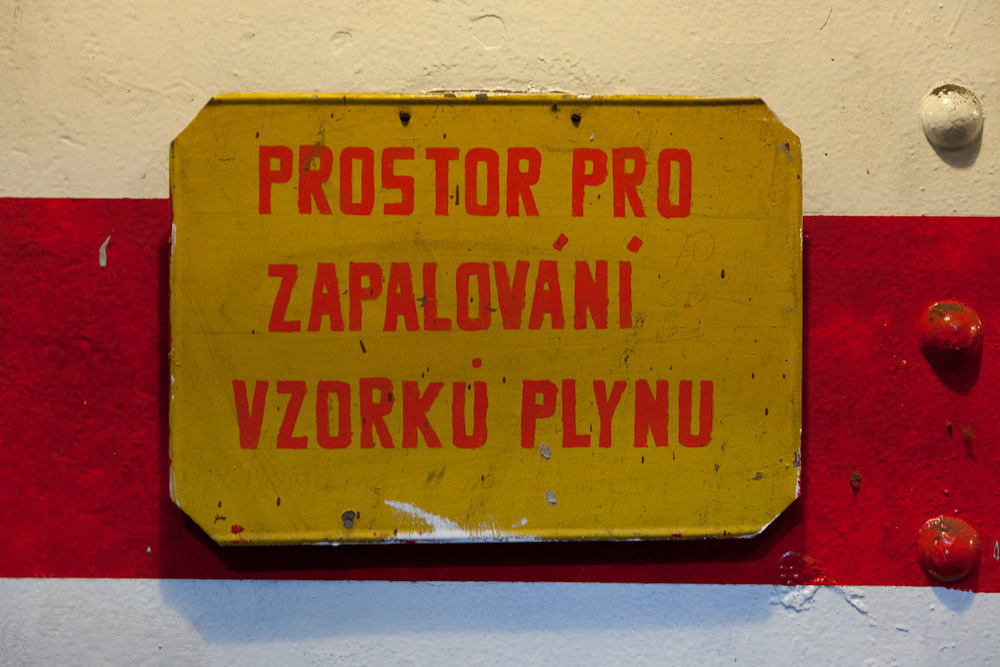 PROSTOR PRO
ZAPALOVÁNÍ
VZORKŮ PLYNU